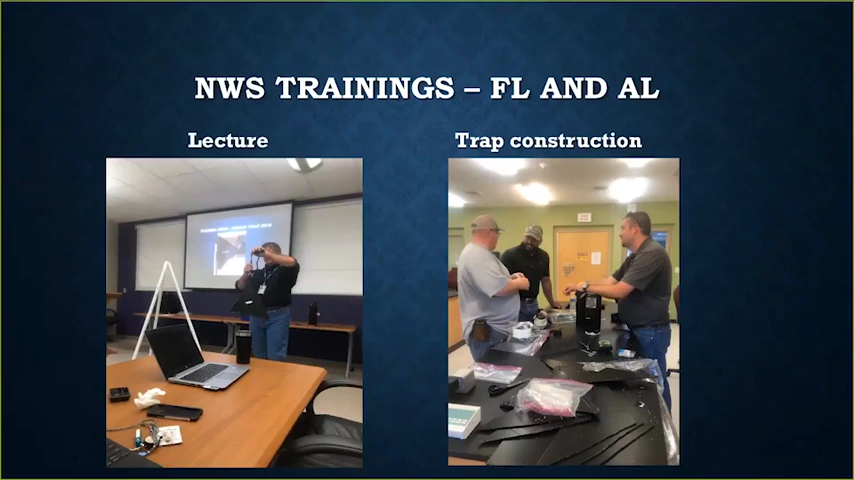 NWS TRAININGS – FL AND AL
Lecture
Trap construction